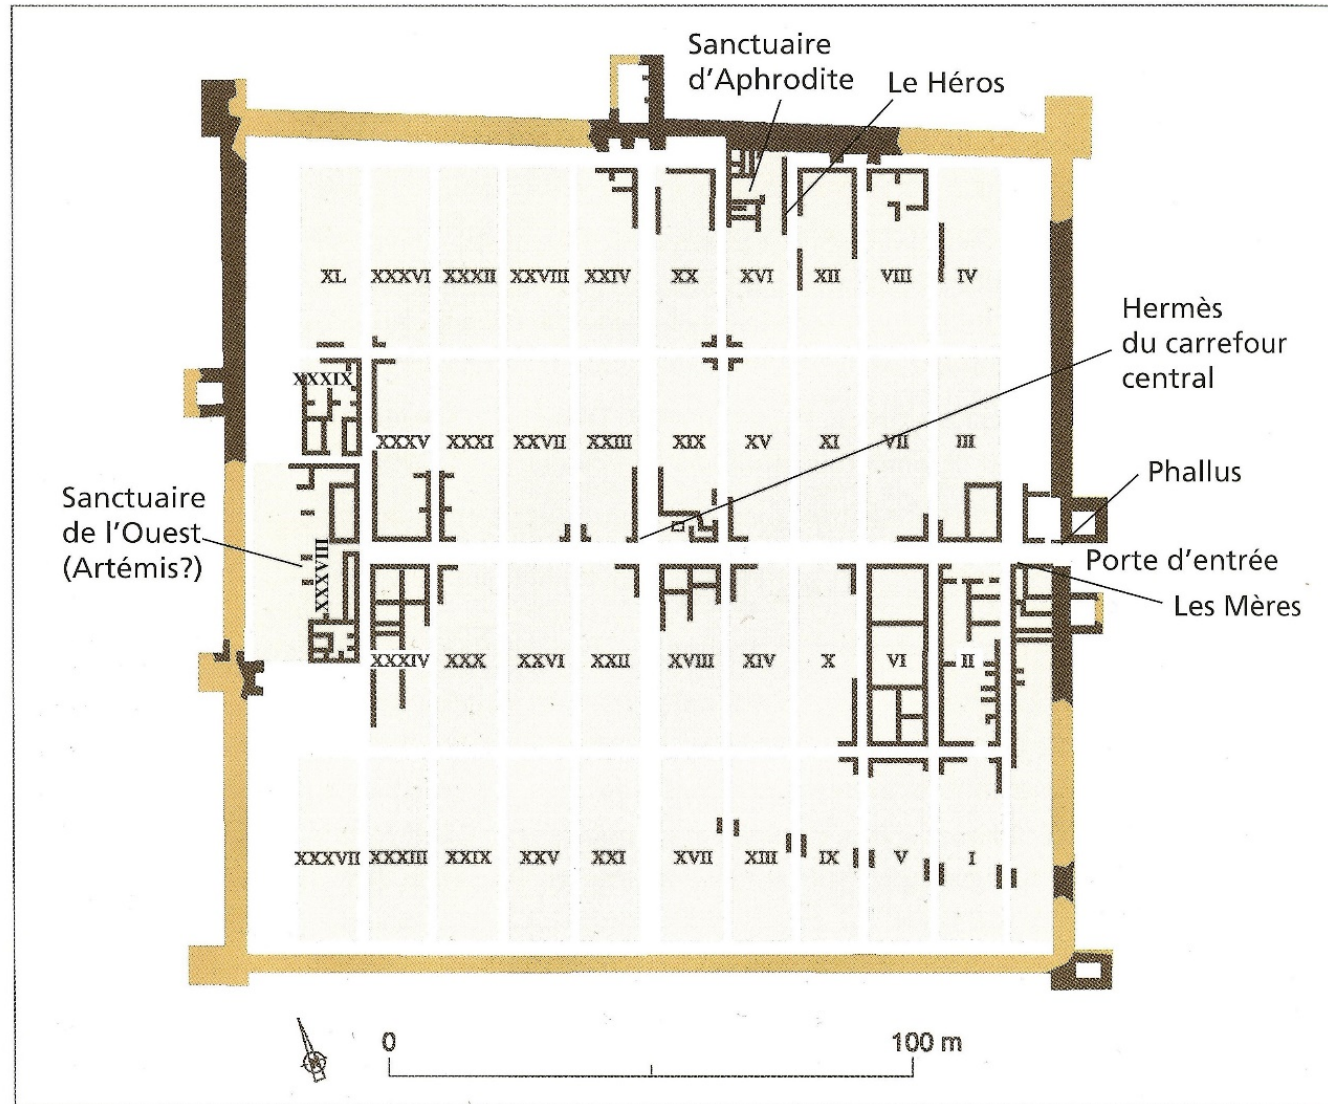 Sanctuaire
d'Aphrodite
Le Héros
XL XXXVI XXXII XXVIII XXIV XX XVI XII VIII IV
Hermès
du carrefour
central
XXXIX
XXXV XXXI XXVII XXIII XIX XV XI VII III
Phallus
Sanctuaire
de l'Ouest
(Artémis?)
XXXVIII
Porte d'entrée
Les Mères
XXXIV XXX XXVI XXII XVIII XIV X VI II
XXXVII XXXIII XXIX XXV XXI XVII XIII IX V I
0 100 m